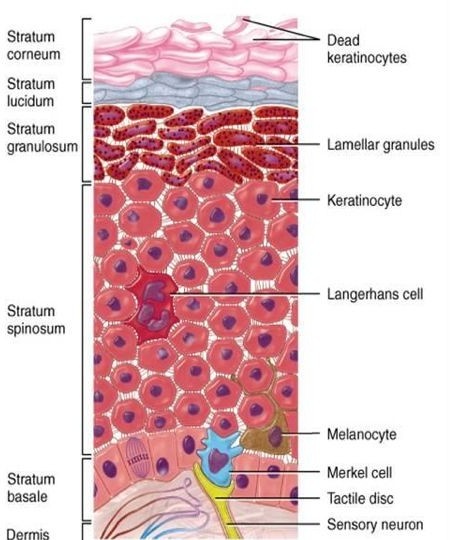 Stratum
corneum
Stratum
lucidum
Stratum
granulosum
Stratum
spinosum
Stratum
basale
Dermis
Dead
keratinocytes
Lamellar granules
Keratinocyte
Langerhans cell
Melanocyte
Merkel cell
Tactile disc
Sensory neuron